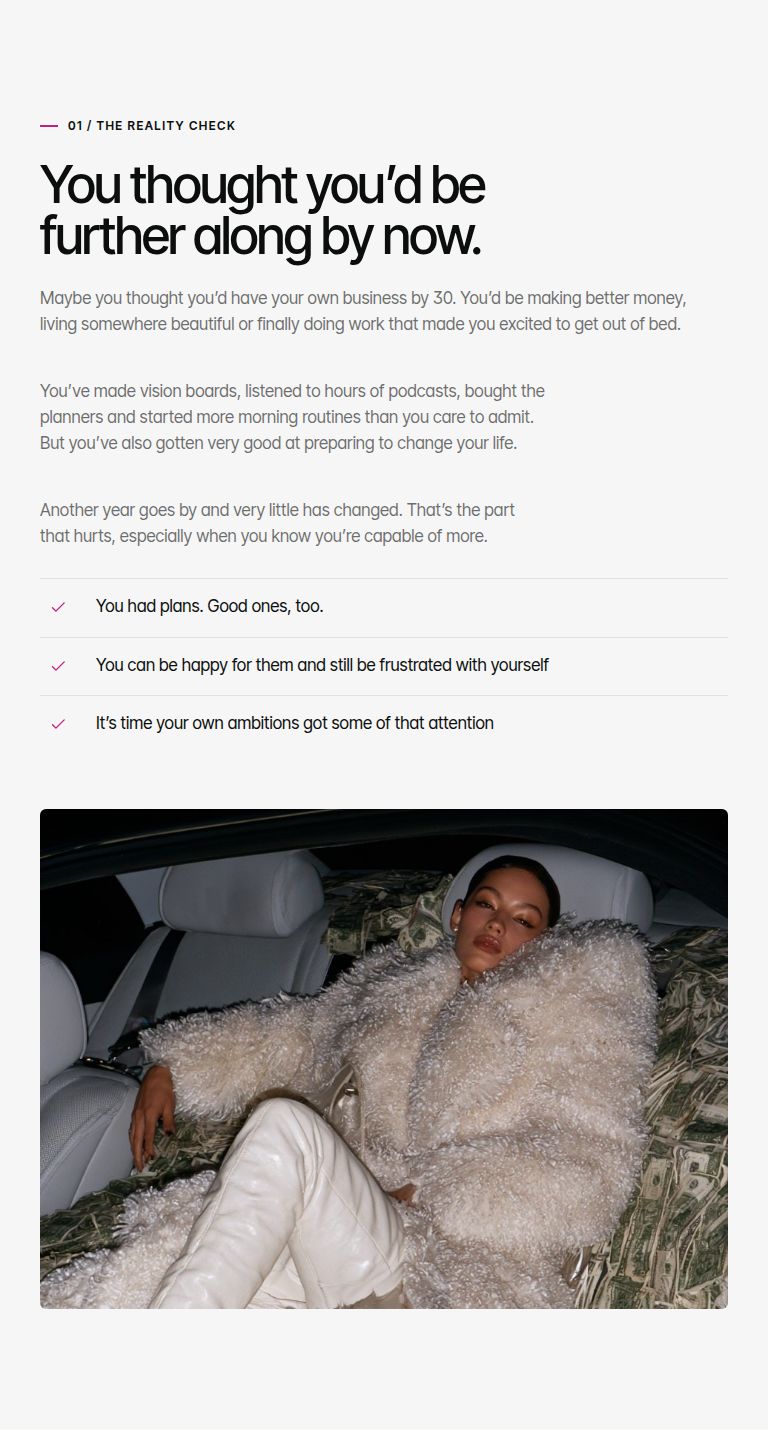 01 / THE REALITY CHECK
You thought you’d be
further along by now.
Maybe you thought you’d have your own business by 30. You’d be making better money,
living somewhere beautiful or finally doing work that made you excited to get out of bed.
You’ve made vision boards, listened to hours of podcasts, bought the
planners and started more morning routines than you care to admit.
But you’ve also gotten very good at preparing to change your life.
Another year goes by and very little has changed. That’s the part
that hurts, especially when you know you’re capable of more.
You had plans. Good ones, too.
You can be happy for them and still be frustrated with yourself
It’s time your own ambitions got some of that attention